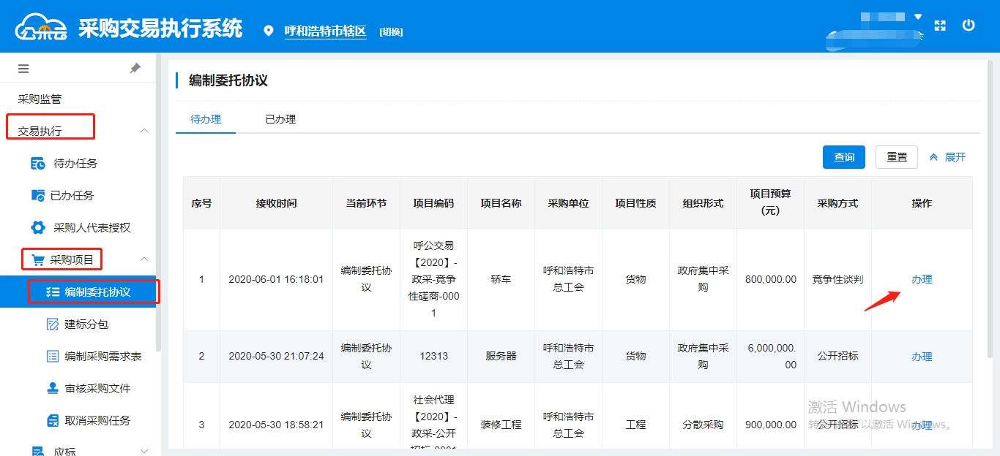 公采云
采购交易执行系统
呼和浩特市辖区 [切换]
采购监管
交易执行
待办任务
已办任务
采购人代表授权
采购项目
编制委托协议
建标分包
编制采购需求表
审核采购文件
取消采购任务
应标
编制委托协议
待办理 已办理
查询 重置 展开
序号 接收时间 当前环节 项目编码 项目名称 采购单位 项目性质 组织形式 项目预算
(元) 采购方式 操作
1 2020-06-01 16:18:01 编制委托协
议 呼公交易
【2020】-
政采-竞争
性磋商-000
1 轿车 呼和浩特市
总工会 货物 政府集中采
购 800,000.00 竞争性谈判 办理
2 2020-05-30 21:07:24 编制委托协
议 12313 服务器 呼和浩特市
总工会 货物 政府集中采
购 6,000,000.
00 公开招标 办理
3 2020-05-30 18:58:21 编制委托协
议 社会代理
【2020】-
政采-公开
招标-0001 装修工程 呼和浩特市
总工会 工程 分散采购 900,000.00 公开招标 办理
激活 Windows
以激活 Windows。